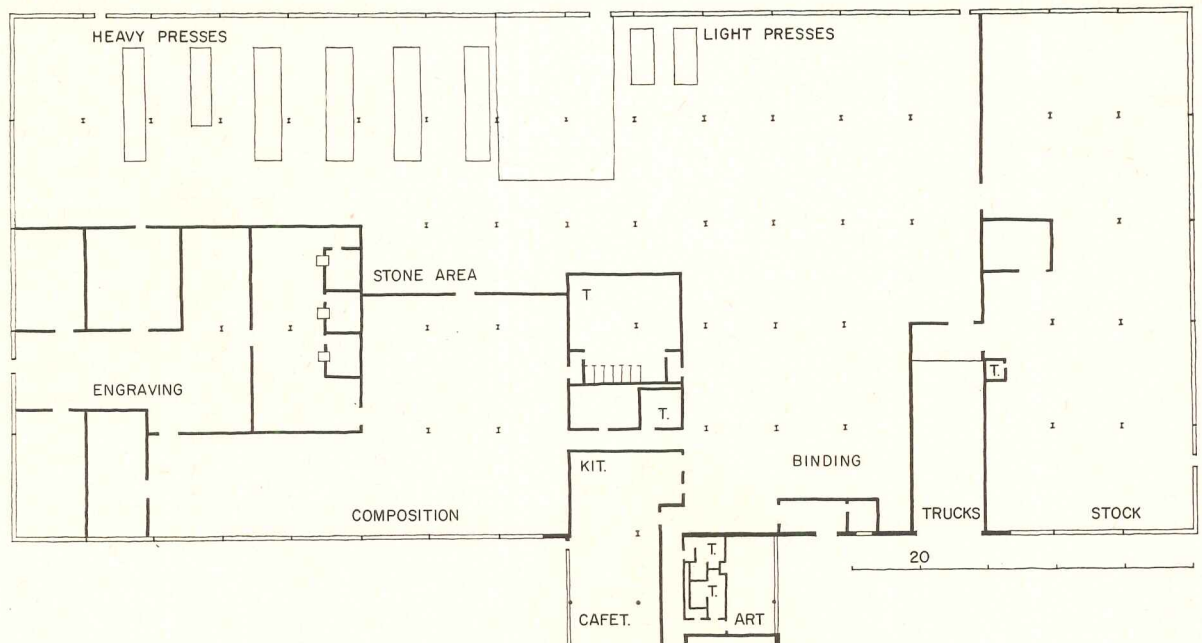 HEAVY PRESSES
LIGHT PRESSES
STONE AREA
T
ENGRAVING
T.
T.
KIT.
BINDING
COMPOSITION
TRUCKS
STOCK
20
T.
T.
CAFET.
ART